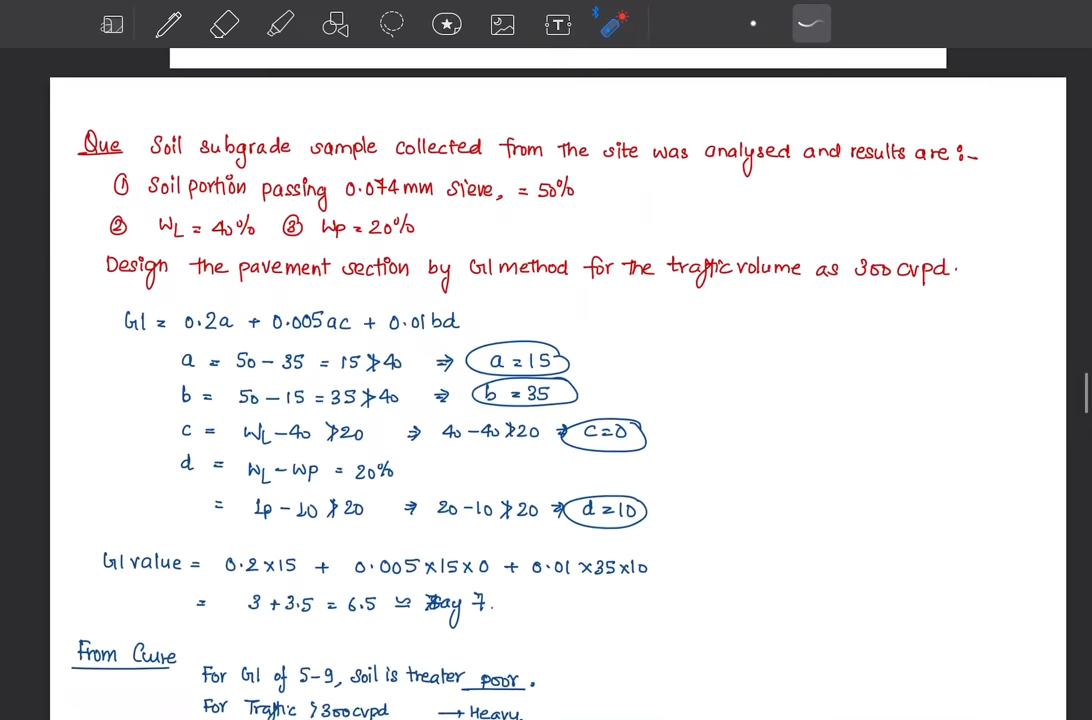 Que Soil subgrade sample collected from the site was analysed and results are :-
① Soil portion passing 0.074mm sieve, = 50%
② WL = 40% ③ Wp = 20%
Design the pavement section by GI method for the traffic volume as 300 cvpd.
GI = 0.2a + 0.005ac + 0.01bd
a = 50 - 35 = 15 ≯ 40 ⇒ a = 15
b = 50 - 15 = 35 ≯ 40 ⇒ b = 35
c = WL - 40 ≯ 20 ⇒ 40 - 40 ≯ 20 ⇒ c = 0
d = WL - Wp = 20%
= Ip - 10 ≯ 20 ⇒ 20 - 10 ≯ 20 ⇒ d = 10
GI value = 0.2×15 + 0.005×15×0 + 0.01×35×10
= 3 + 3.5 = 6.5 ≃ say 7.
From Curve
For GI of 5-9, soil is treater poor.
For Traffic 300cvpd → Heavy
T